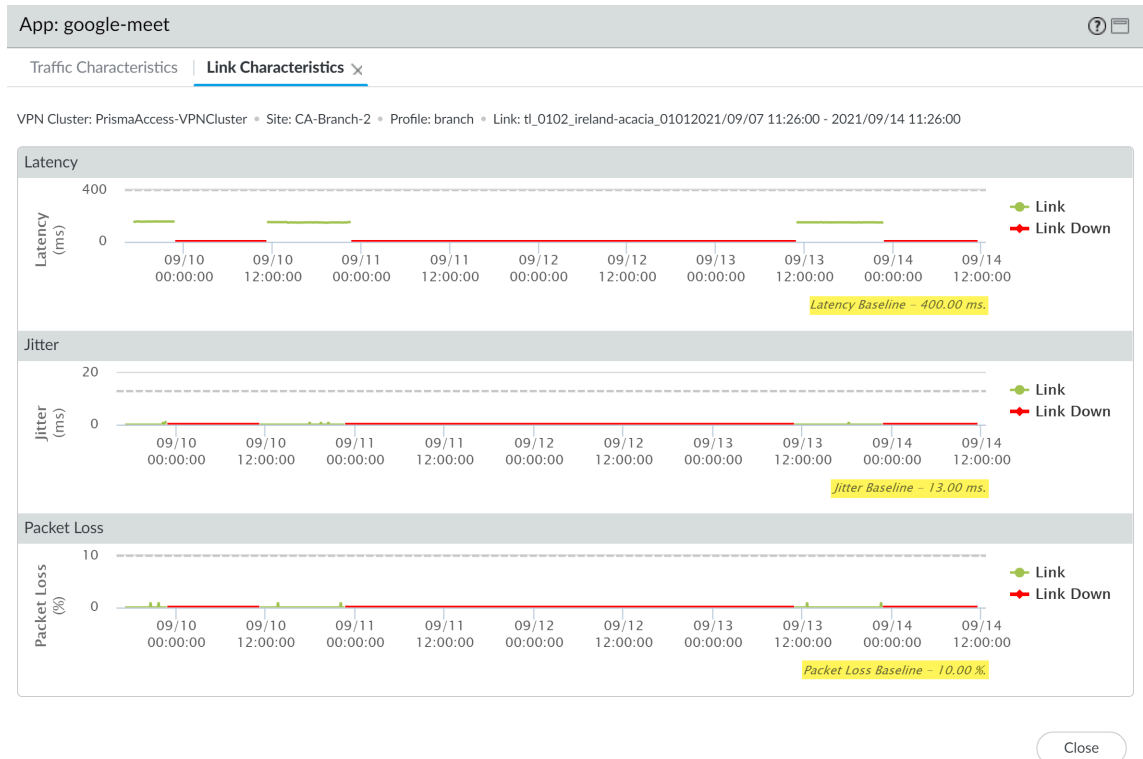 App: google-meet
Traffic Characteristics
Link Characteristics
VPN Cluster: PrismaAccess-VPNCluster • Site: CA-Branch-2 • Profile: branch • Link: tl_0102_ireland-acacia_01012021/09/07 11:26:00 - 2021/09/14 11:26:00
Latency
Latency
(ms)
400
0
09/10 09/10 09/11 09/11 09/12 09/12 09/13 09/13 09/14 09/14
00:00:00 12:00:00 00:00:00 12:00:00 00:00:00 12:00:00 00:00:00 12:00:00 00:00:00 12:00:00
Link
Link Down
Latency Baseline – 400.00 ms.
Jitter
Jitter
(ms)
20
0
09/10 09/10 09/11 09/11 09/12 09/12 09/13 09/13 09/14 09/14
00:00:00 12:00:00 00:00:00 12:00:00 00:00:00 12:00:00 00:00:00 12:00:00 00:00:00 12:00:00
Link
Link Down
Jitter Baseline – 13.00 ms.
Packet Loss
Packet Loss
(%)
10
0
09/10 09/10 09/11 09/11 09/12 09/12 09/13 09/13 09/14 09/14
00:00:00 12:00:00 00:00:00 12:00:00 00:00:00 12:00:00 00:00:00 12:00:00 00:00:00 12:00:00
Link
Link Down
Packet Loss Baseline – 10.00 %.
Close